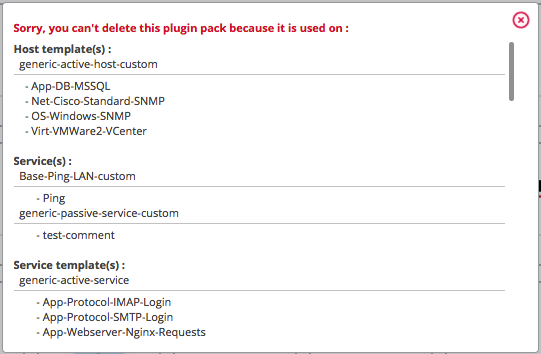 Sorry, you can't delete this plugin pack because it is used on :
Host template(s) :
generic-active-host-custom
- App-DB-MSSQL
- Net-Cisco-Standard-SNMP
- OS-Windows-SNMP
- Virt-VMWare2-VCenter
Service(s) :
Base-Ping-LAN-custom
- Ping
generic-passive-service-custom
- test-comment
Service template(s) :
generic-active-service
- App-Protocol-IMAP-Login
- App-Protocol-SMTP-Login
- App-Webserver-Nginx-Requests